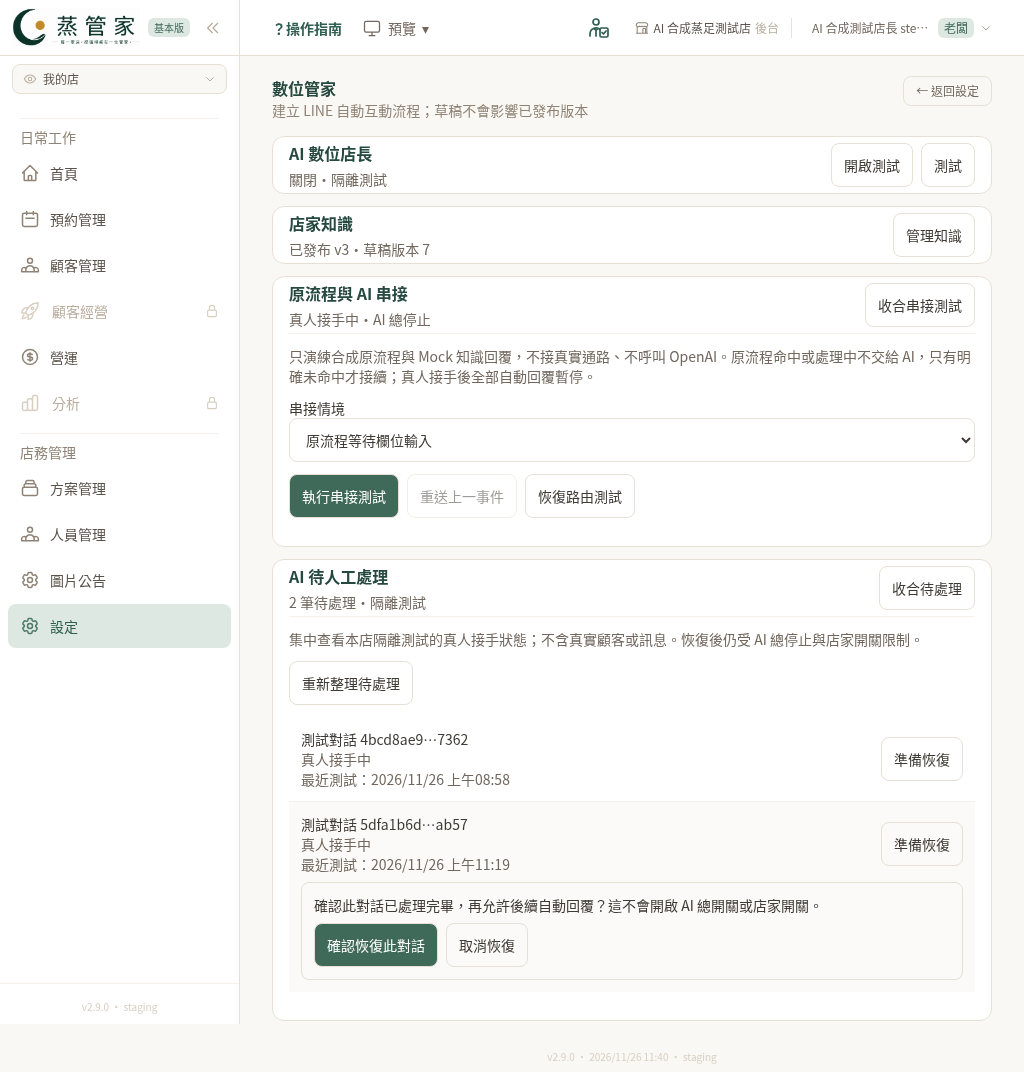 蒸管家
基本版
我的店
日常工作
首頁
預約管理
顧客管理
顧客經營
營運
分析
店務管理
方案管理
人員管理
圖片公告
設定
v2.9.0 · staging
? 操作指南
預覽 ▾
AI 合成蒸足測試店 後台
AI 合成測試店長 ste⋯
老闆
數位管家
建立 LINE 自動互動流程；草稿不會影響已發布版本
← 返回設定
AI 數位店長
關閉・隔離測試
開啟測試
測試
店家知識
已發布 v3・草稿版本 7
管理知識
原流程與 AI 串接
真人接手中・AI 總停止
收合串接測試
只演練合成原流程與 Mock 知識回覆，不接真實通路、不呼叫 OpenAI。原流程命中或處理中不交給 AI，只有明
確未命中才接續；真人接手後全部自動回覆暫停。
串接情境
原流程等待欄位輸入
執行串接測試
重送上一事件
恢復路由測試
AI 待人工處理
2 筆待處理・隔離測試
收合待處理
集中查看本店隔離測試的真人接手狀態；不含真實顧客或訊息。恢復後仍受 AI 總停止與店家開關限制。
重新整理待處理
測試對話 4bcd8ae9⋯7362
真人接手中
最近測試：2026/11/26 上午08:58
準備恢復
測試對話 5dfa1b6d⋯ab57
真人接手中
最近測試：2026/11/26 上午11:19
準備恢復
確認此對話已處理完畢，再允許後續自動回覆？這不會開啟 AI 總開關或店家開關。
確認恢復此對話
取消恢復
v2.9.0 · 2026/11/26 11:40 · staging